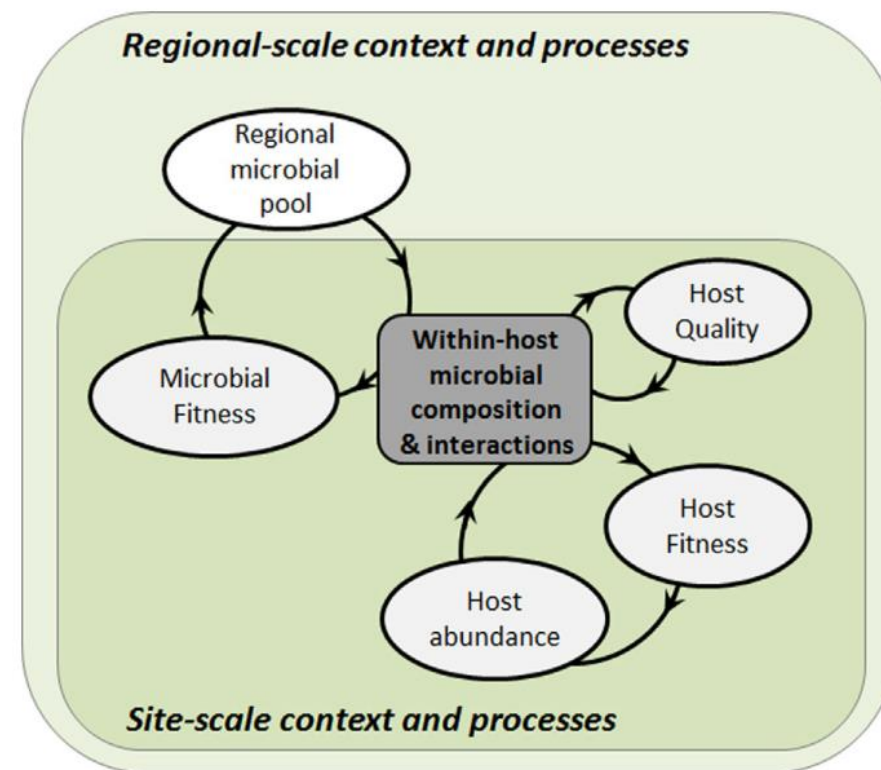 Regional-scale context and processes
Regional
microbial
pool
Host
Quality
Within-host
microbial
composition
& interactions
Microbial
Fitness
Host
Fitness
Host
abundance
Site-scale context and processes